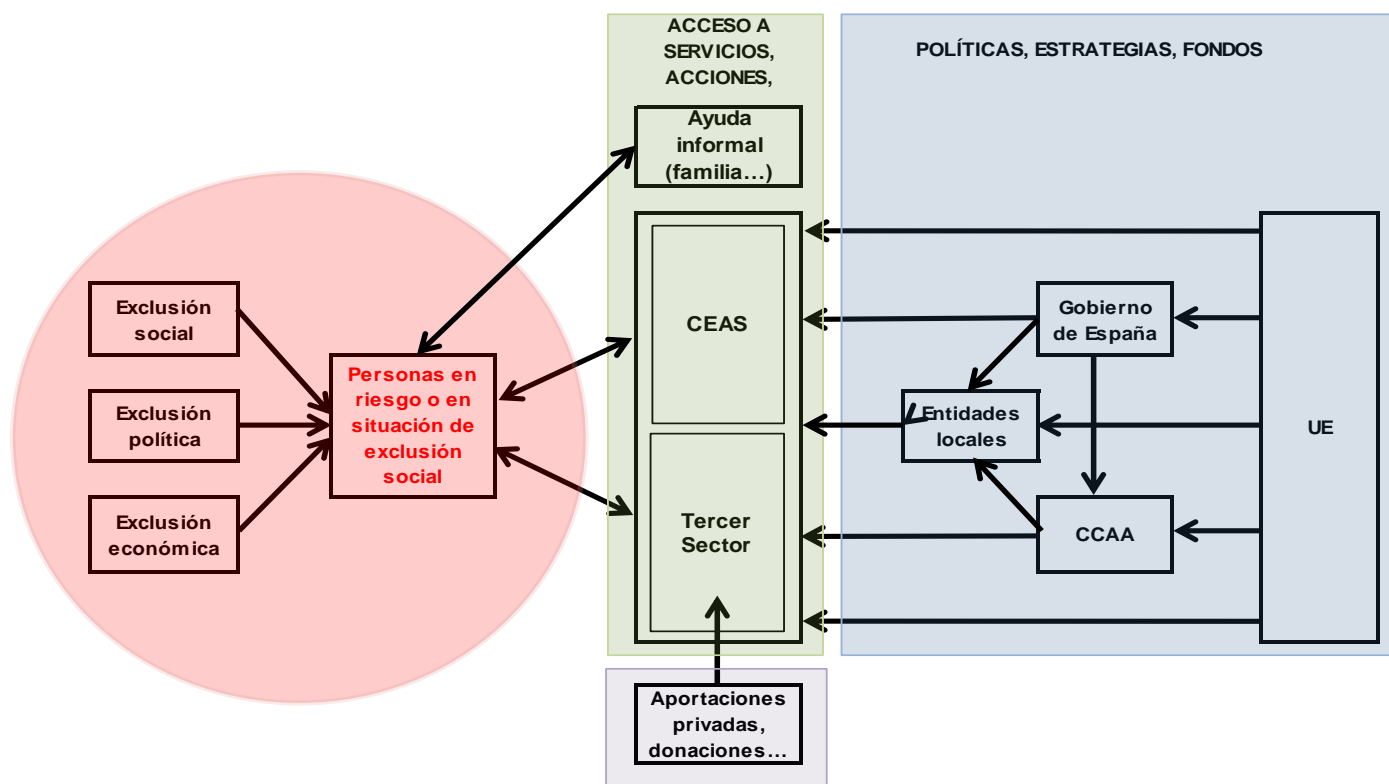 ACCESO A
SERVICIOS,
ACCIONES,
POLÍTICAS, ESTRATEGIAS, FONDOS
Ayuda
informal
(familia…)
Exclusión
social
Exclusión
política
Exclusión
económica
Personas en
riesgo o en
situación de
exclusión
social
CEAS
Tercer
Sector
Gobierno
de España
Entidades
locales
CCAA
UE
Aportaciones
privadas,
donaciones…